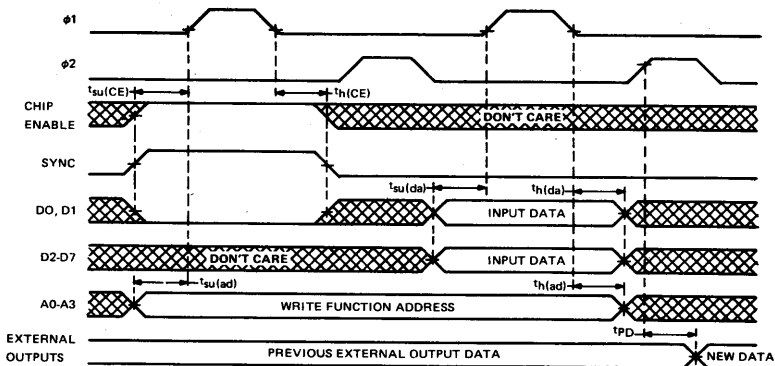 ϕ1
ϕ2
tsu(CE)
th(CE)
CHIP
ENABLE
DON'T CARE
SYNC
tsu(da)
th(da)
DO, D1
INPUT DATA
D2-D7
DON'T CARE
INPUT DATA
tsu(ad)
th(ad)
A0-A3
WRITE FUNCTION ADDRESS
tPD
EXTERNAL
OUTPUTS
PREVIOUS EXTERNAL OUTPUT DATA
NEW DATA